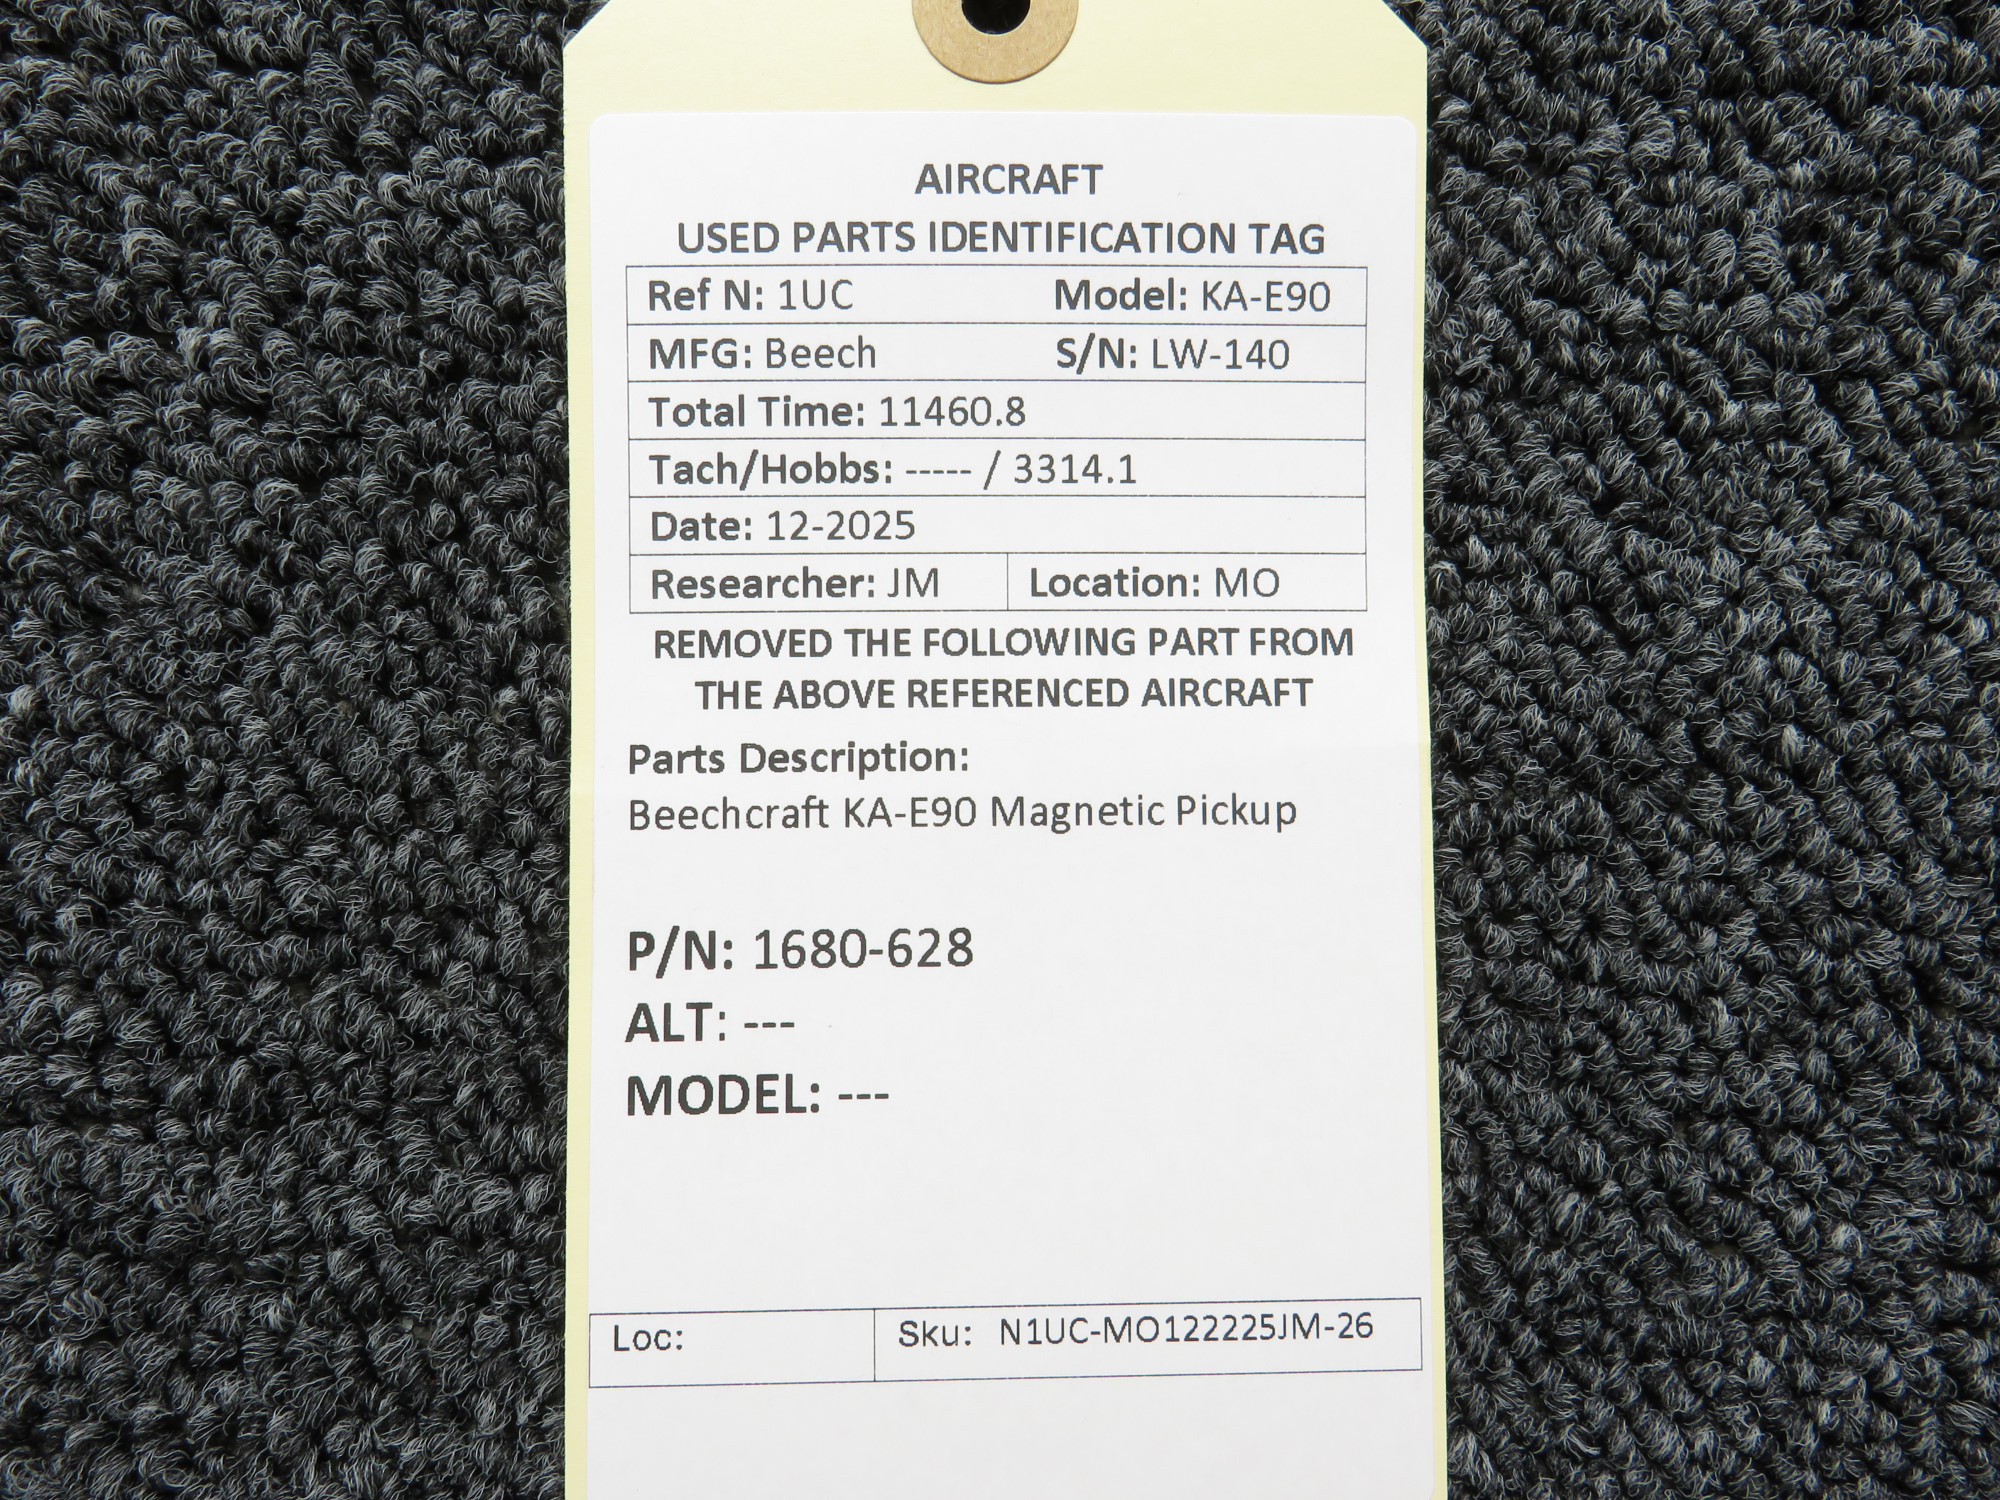 AIRCRAFT
USED PARTS IDENTIFICATION TAG
Ref N: 1UC Model: KA-E90
MFG: Beech S/N: LW-140
Total Time: 11460.8
Tach/Hobbs: ----- / 3314.1
Date: 12-2025
Researcher: JM Location: MO
REMOVED THE FOLLOWING PART FROM
THE ABOVE REFERENCED AIRCRAFT
Parts Description:
Beechcraft KA-E90 Magnetic Pickup
P/N: 1680-628
ALT: ---
MODEL: ---
Loc: Sku: N1UC-MO122225JM-26